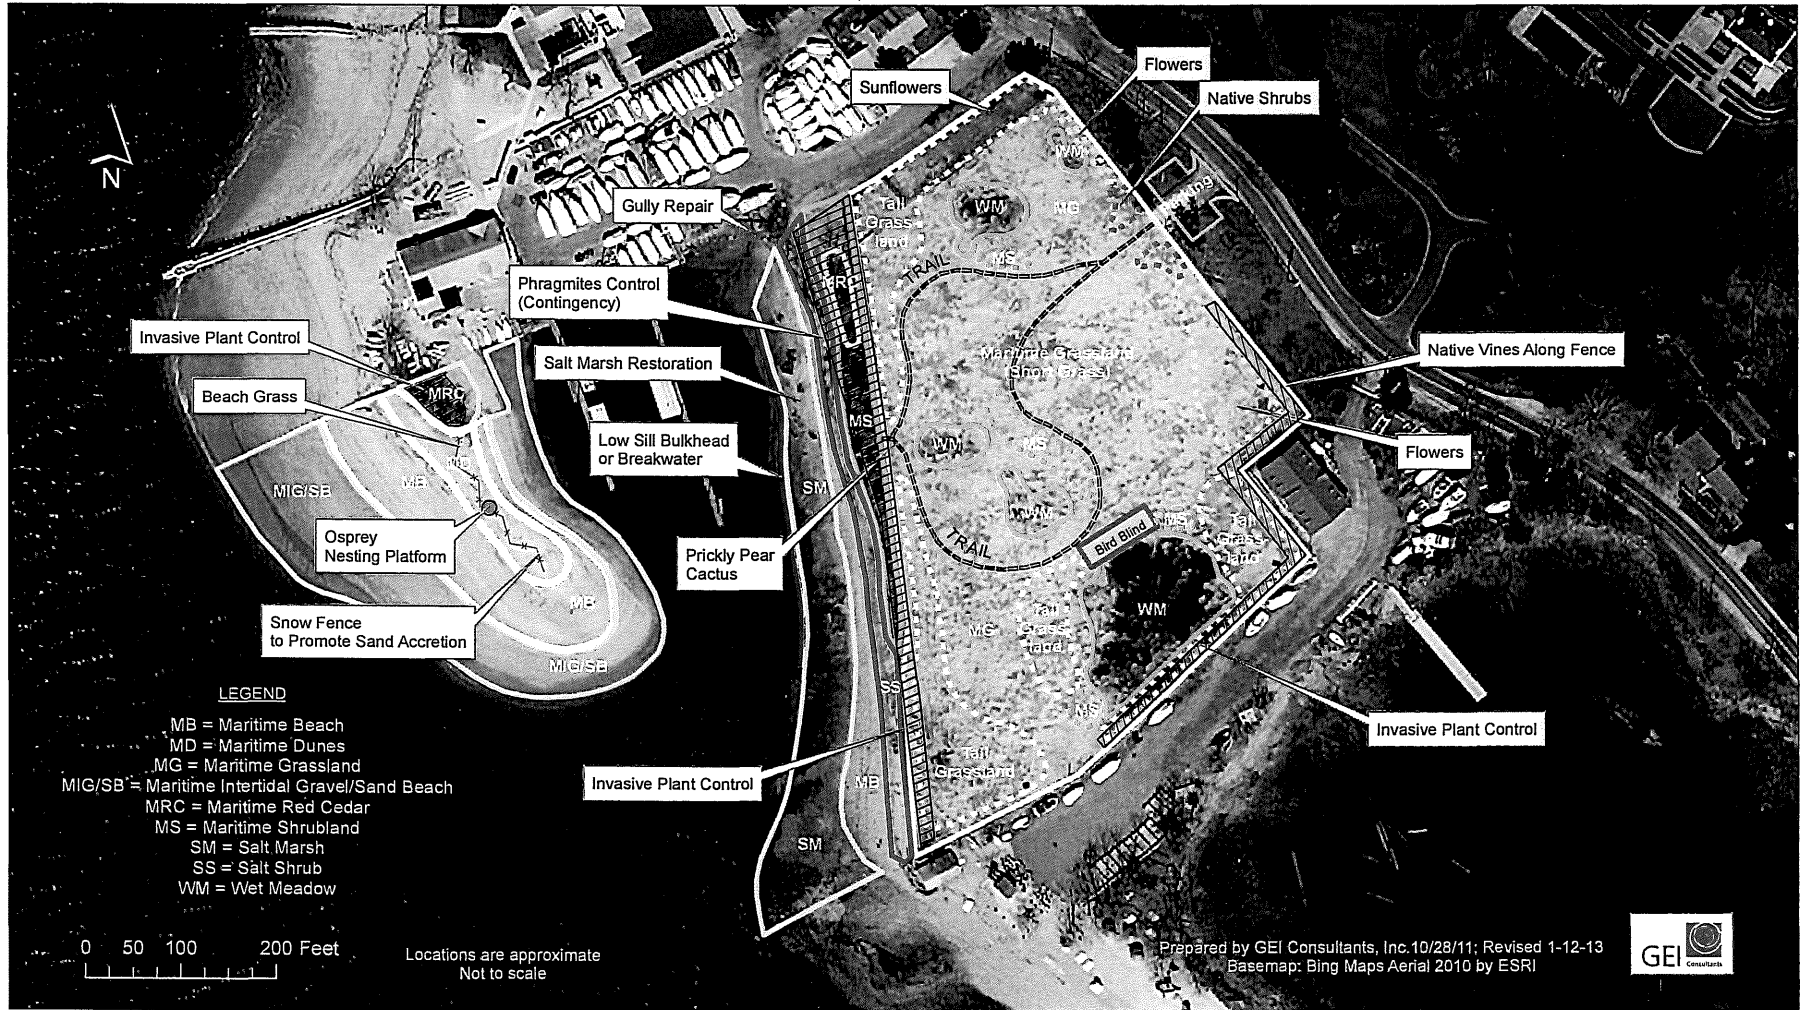 Flowers
Sunflowers
Native Shrubs
N
WM
Parking
Gully Repair
Tall
Grass-
land
WM
MG
TRAIL
MS
Phragmites Control
(Contingency)
MRC
Invasive Plant Control
Native Vines Along Fence
Maritime Grassland
(Short Grass)
Salt Marsh Restoration
Beach Grass
MRC
MS
Low Sill Bulkhead
or Breakwater
WM
MS
Flowers
MD
MB
MIG/SB
SM
WM
MS
Tall
Grass-
land
Osprey
Nesting Platform
TRAIL
Bird Blind
Prickly Pear
Cactus
MB
WM
Snow Fence
to Promote Sand Accretion
MG
Tall
Grass-
land
MIG/SB
SS
MS
Invasive Plant Control
Tall
Grassland
Invasive Plant Control
MB
SM
LEGEND
MB = Maritime Beach
MD = Maritime Dunes
MG = Maritime Grassland
MIG/SB = Maritime Intertidal Gravel/Sand Beach
MRC = Maritime Red Cedar
MS = Maritime Shrubland
SM = Salt Marsh
SS = Salt Shrub
WM = Wet Meadow
0 50 100 200 Feet
Locations are approximate
Not to scale
Prepared by GEI Consultants, Inc.10/28/11; Revised 1-12-13
Basemap: Bing Maps Aerial 2010 by ESRI
GEI
Consultants